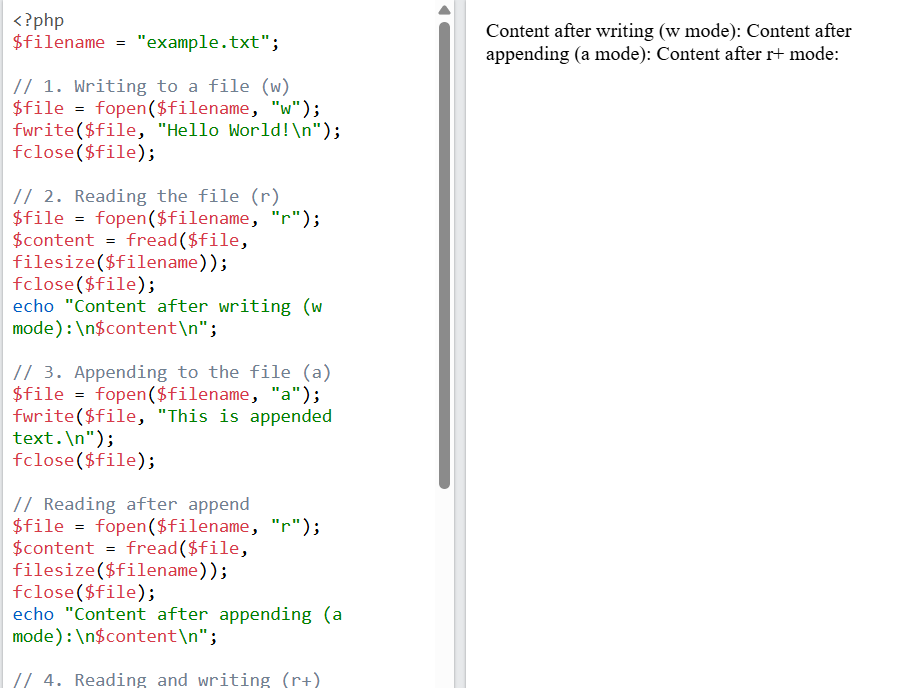 <?php
$filename = "example.txt";
// 1. Writing to a file (w)
$file = fopen($filename, "w");
fwrite($file, "Hello World!\n");
fclose($file);
// 2. Reading the file (r)
$file = fopen($filename, "r");
$content = fread($file,
filesize($filename));
fclose($file);
echo "Content after writing (w
mode):\n$content\n";
// 3. Appending to the file (a)
$file = fopen($filename, "a");
fwrite($file, "This is appended
text.\n");
fclose($file);
// Reading after append
$file = fopen($filename, "r");
$content = fread($file,
filesize($filename));
fclose($file);
echo "Content after appending (a
mode):\n$content\n";
// 4. Reading and writing (r+)
Content after writing (w mode): Content after
appending (a mode): Content after r+ mode: